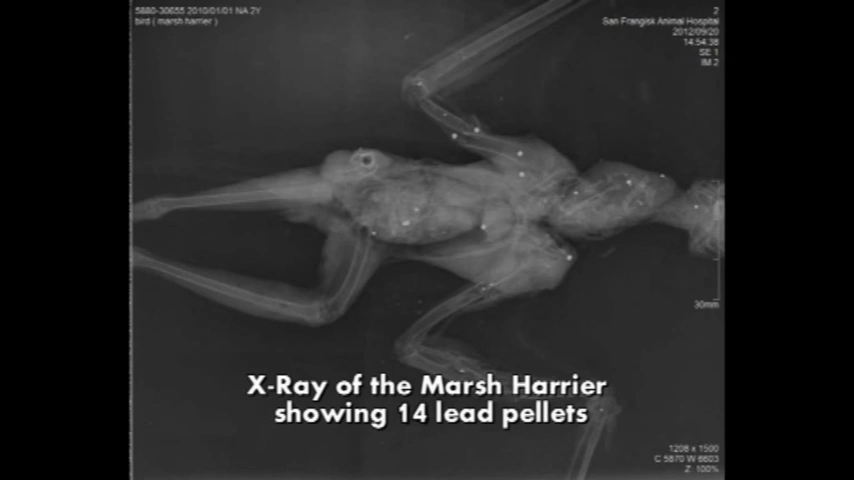 5880-30655 2010/01/01 NA 2Y
bird ( marsh harrier )
2
San Frangisk Animal Hospital
2012/09/20
14:54:38
SE 1
IM 2
30mm
X-Ray of the Marsh Harrier
showing 14 lead pellets
1208 x 1500
C 5870 W 6603
Z: 100%